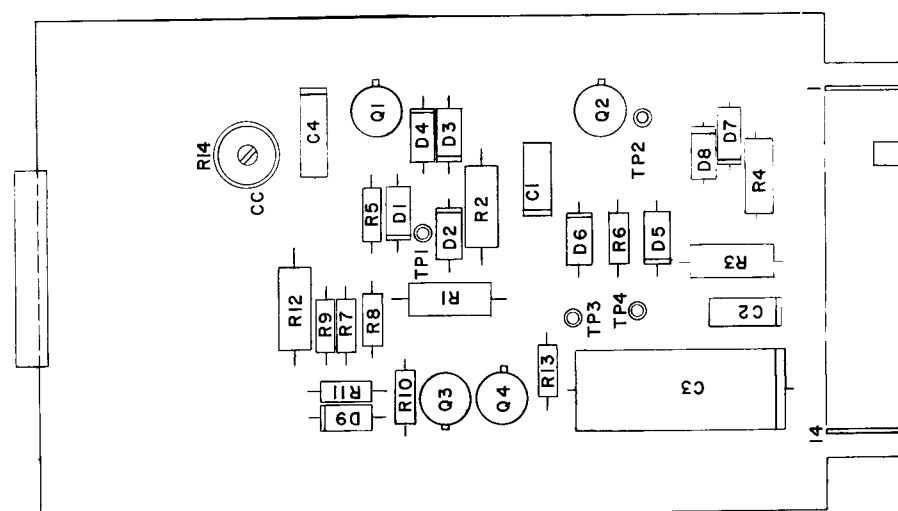 R14
CC
C4
Q1
D4
D3
Q2
TP2
D8
D7
R4
1
R5
D1
TP1
D2
R2
C1
D6
R6
D5
R3
R12
R9
R7
R8
R1
TP3
TP4
C2
R11
D9
R10
Q3
Q4
R13
C3
14